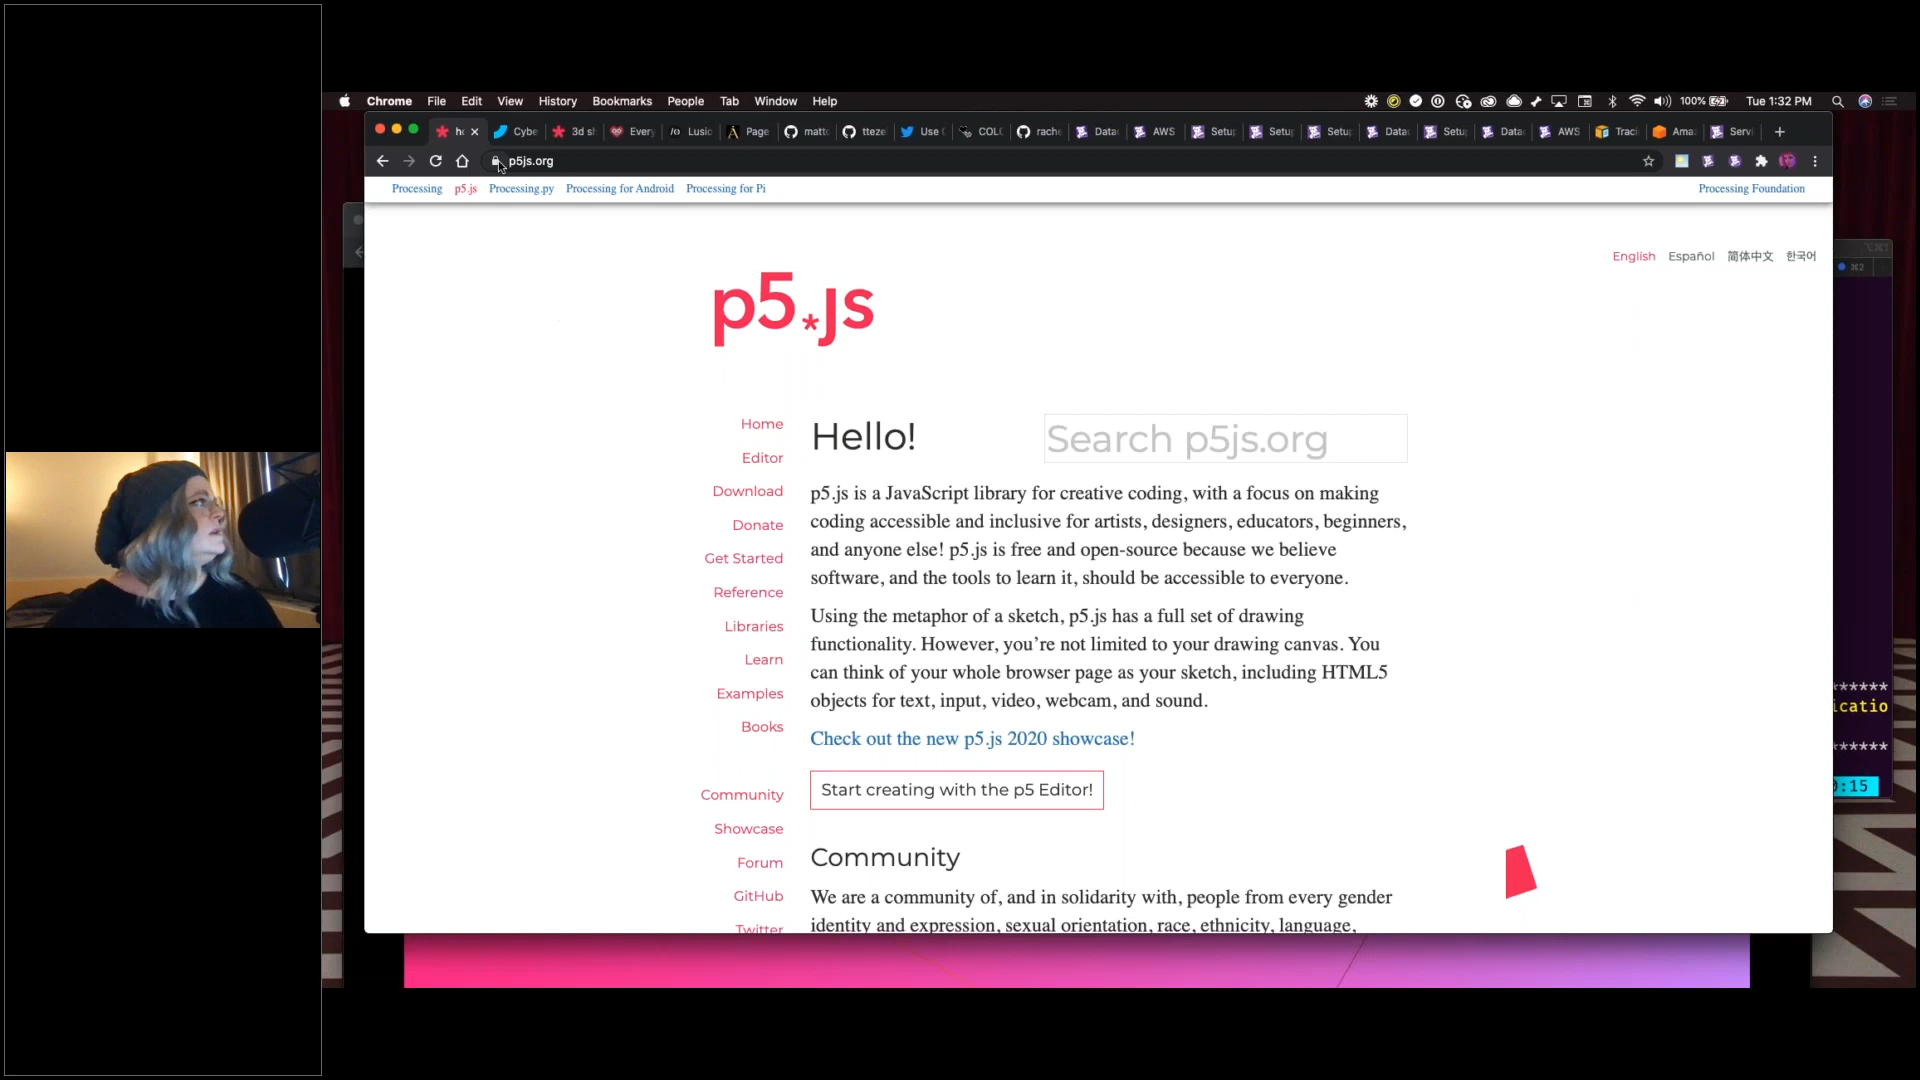 Chrome File Edit View History Bookmarks People Tab Window Help 100% Tue 1:32 PM
Cybe 3d sl Every Lusic Page matt ttezel Use COLO rache Data AWS Setu Setu Setu Data Setu Data AWS Traci Ama Servi
p5js.org
Processing p5.js Processing.py Processing for Android Processing for Pi Processing Foundation
English Español 简体中文 한국어
p5.js
Home
Editor
Download
Donate
Get Started
Reference
Libraries
Learn
Examples
Books
Community
Showcase
Forum
GitHub
Twitter
Hello!
Search p5js.org
p5.js is a JavaScript library for creative coding, with a focus on making
coding accessible and inclusive for artists, designers, educators, beginners,
and anyone else! p5.js is free and open-source because we believe
software, and the tools to learn it, should be accessible to everyone.
Using the metaphor of a sketch, p5.js has a full set of drawing
functionality. However, you’re not limited to your drawing canvas. You
can think of your whole browser page as your sketch, including HTML5
objects for text, input, video, webcam, and sound.
Check out the new p5.js 2020 showcase!
Start creating with the p5 Editor!
Community
We are a community of, and in solidarity with, people from every gender
identity and expression, sexual orientation, race, ethnicity, language,
⌘2
******
icatio
******
:15